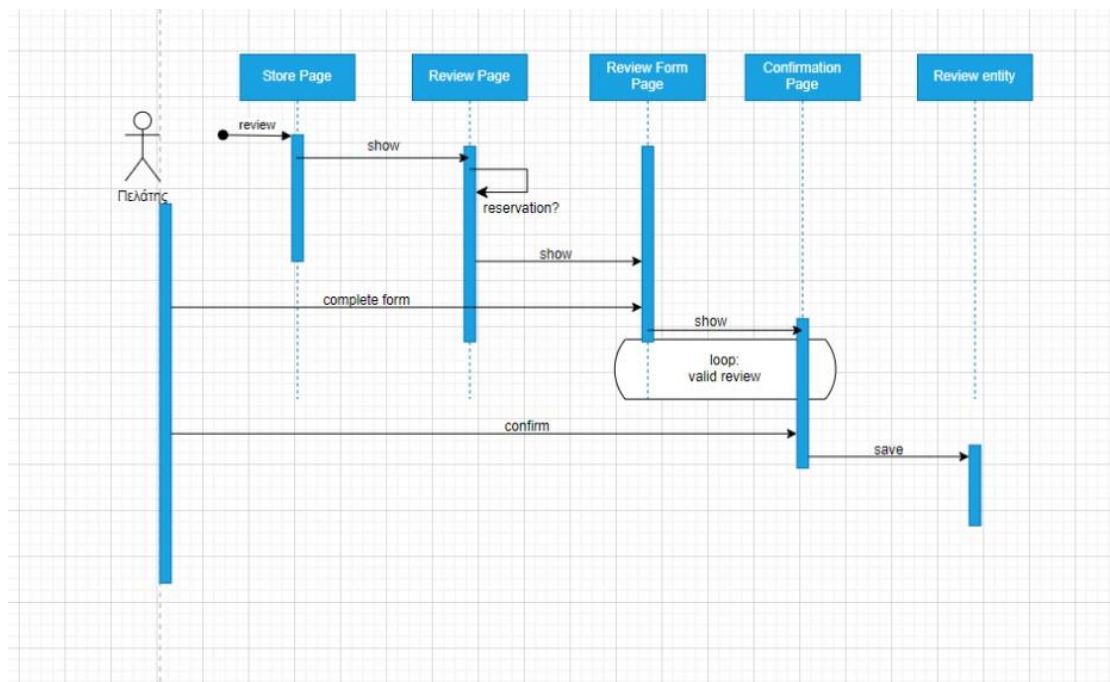 Store Page
Review Page
Review Form
Page
Confirmation
Page
Review entity
review
show
Πελάτης
reservation?
show
complete form
show
loop:
valid review
confirm
save